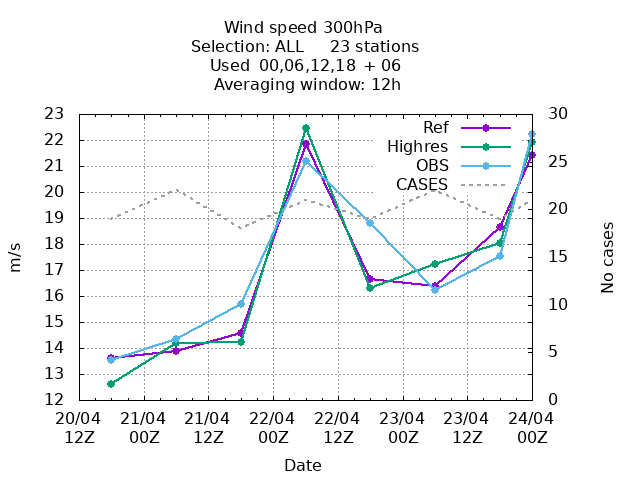 Wind speed 300hPa
Selection: ALL 23 stations
Used 00,06,12,18 + 06
Averaging window: 12h
23 30
22
21 25
20
19 20
18
17 15
16
15 10
14
13 5
12 0
Ref
Highres
OBS
CASES
m/s
No cases
20/04 21/04 21/04 22/04 22/04 23/04 23/04 24/04
12Z 00Z 12Z 00Z 12Z 00Z 12Z 00Z
Date